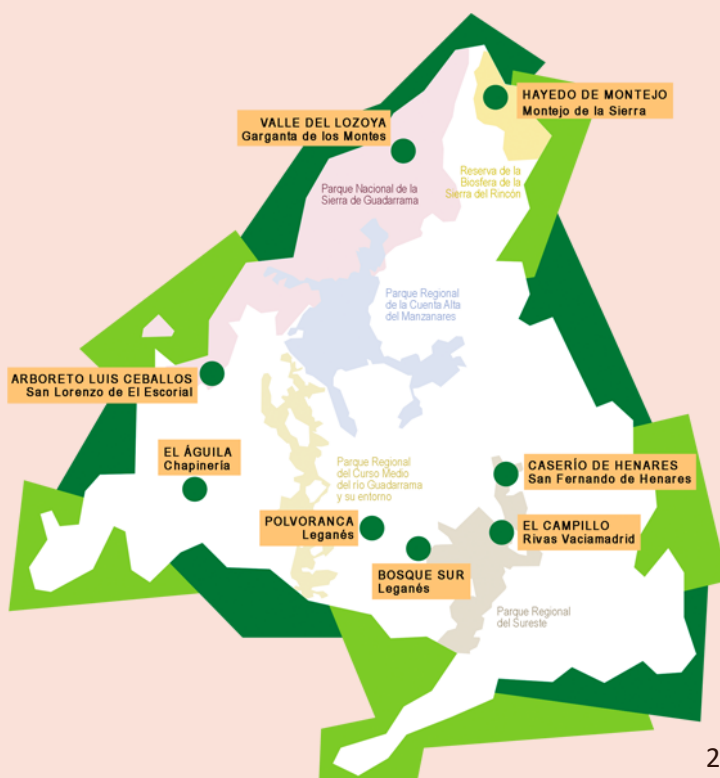 HAYEDO DE MONTEJO
Montejo de la Sierra
VALLE DEL LOZOYA
Garganta de los Montes
Parque Nacional de la
Sierra de Guadarrama
Reserva de la
Biosfera de la
Sierra del Rincón
Parque Regional
de la Cuenta Alta
del Manzanares
ARBORETO LUIS CEBALLOS
San Lorenzo de El Escorial
EL ÁGUILA
Chapinería
Parque Regional
del Curso Medio
del río Guadarrama
y su entorno
CASERÍO DE HENARES
San Fernando de Henares
POLVORANCA
Leganés
EL CAMPILLO
Rivas Vaciamadrid
BOSQUE SUR
Leganés
Parque Regional
del Sureste
2